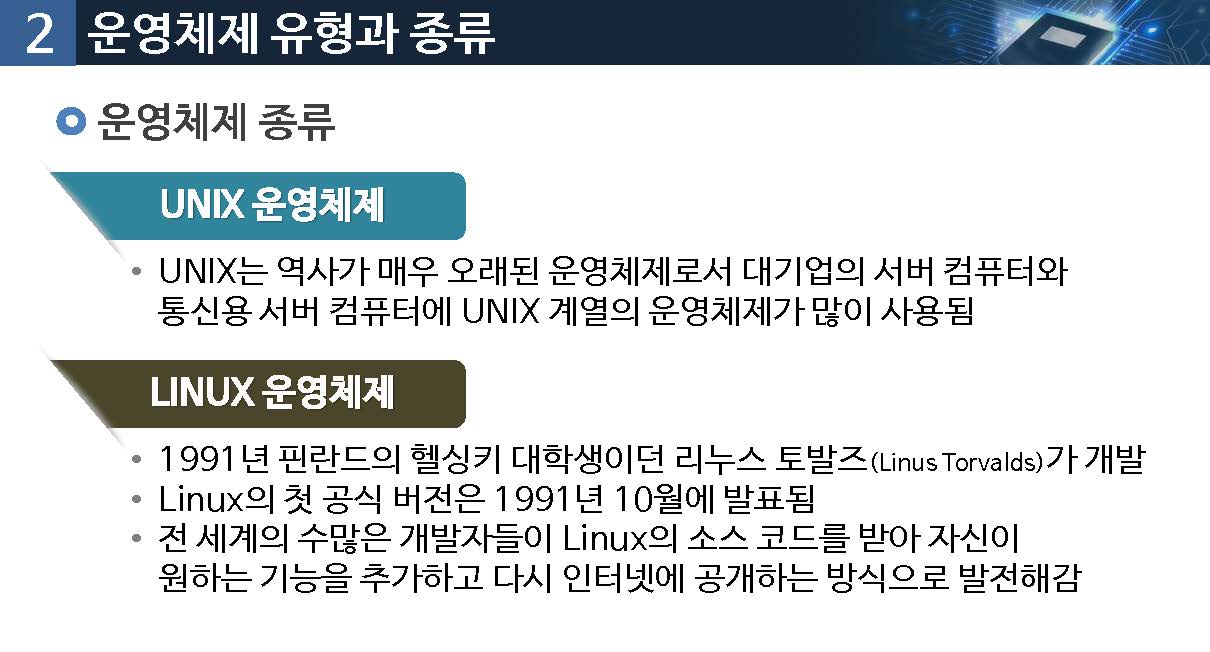 2 운영체제 유형과 종류
운영체제 종류
UNIX 운영체제
• UNIX는 역사가 매우 오래된 운영체제로서 대기업의 서버 컴퓨터와
통신용 서버 컴퓨터에 UNIX 계열의 운영체제가 많이 사용됨
LINUX 운영체제
• 1991년 핀란드의 헬싱키 대학생이던 리누스 토발즈(Linus Torvalds)가 개발
• Linux의 첫 공식 버전은 1991년 10월에 발표됨
• 전 세계의 수많은 개발자들이 Linux의 소스 코드를 받아 자신이
원하는 기능을 추가하고 다시 인터넷에 공개하는 방식으로 발전해감